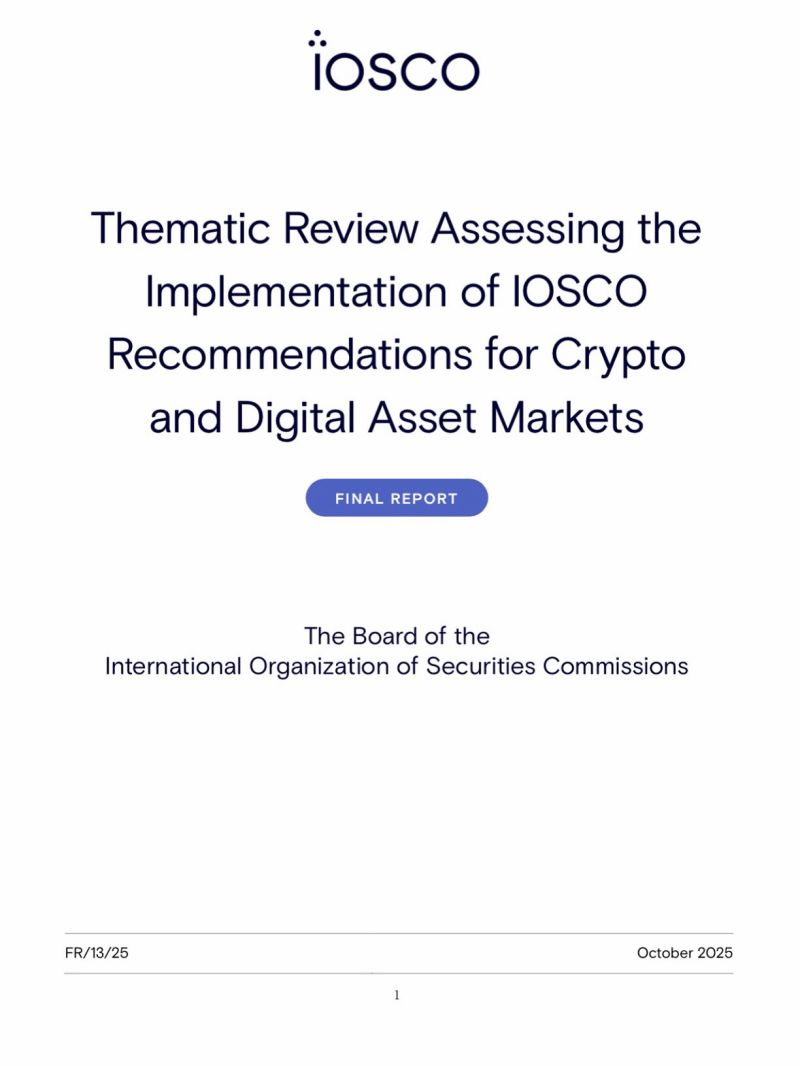 iosco
Thematic Review Assessing the
Implementation of IOSCO
Recommendations for Crypto
and Digital Asset Markets
FINAL REPORT
The Board of the
International Organization of Securities Commissions
FR/13/25
October 2025
1